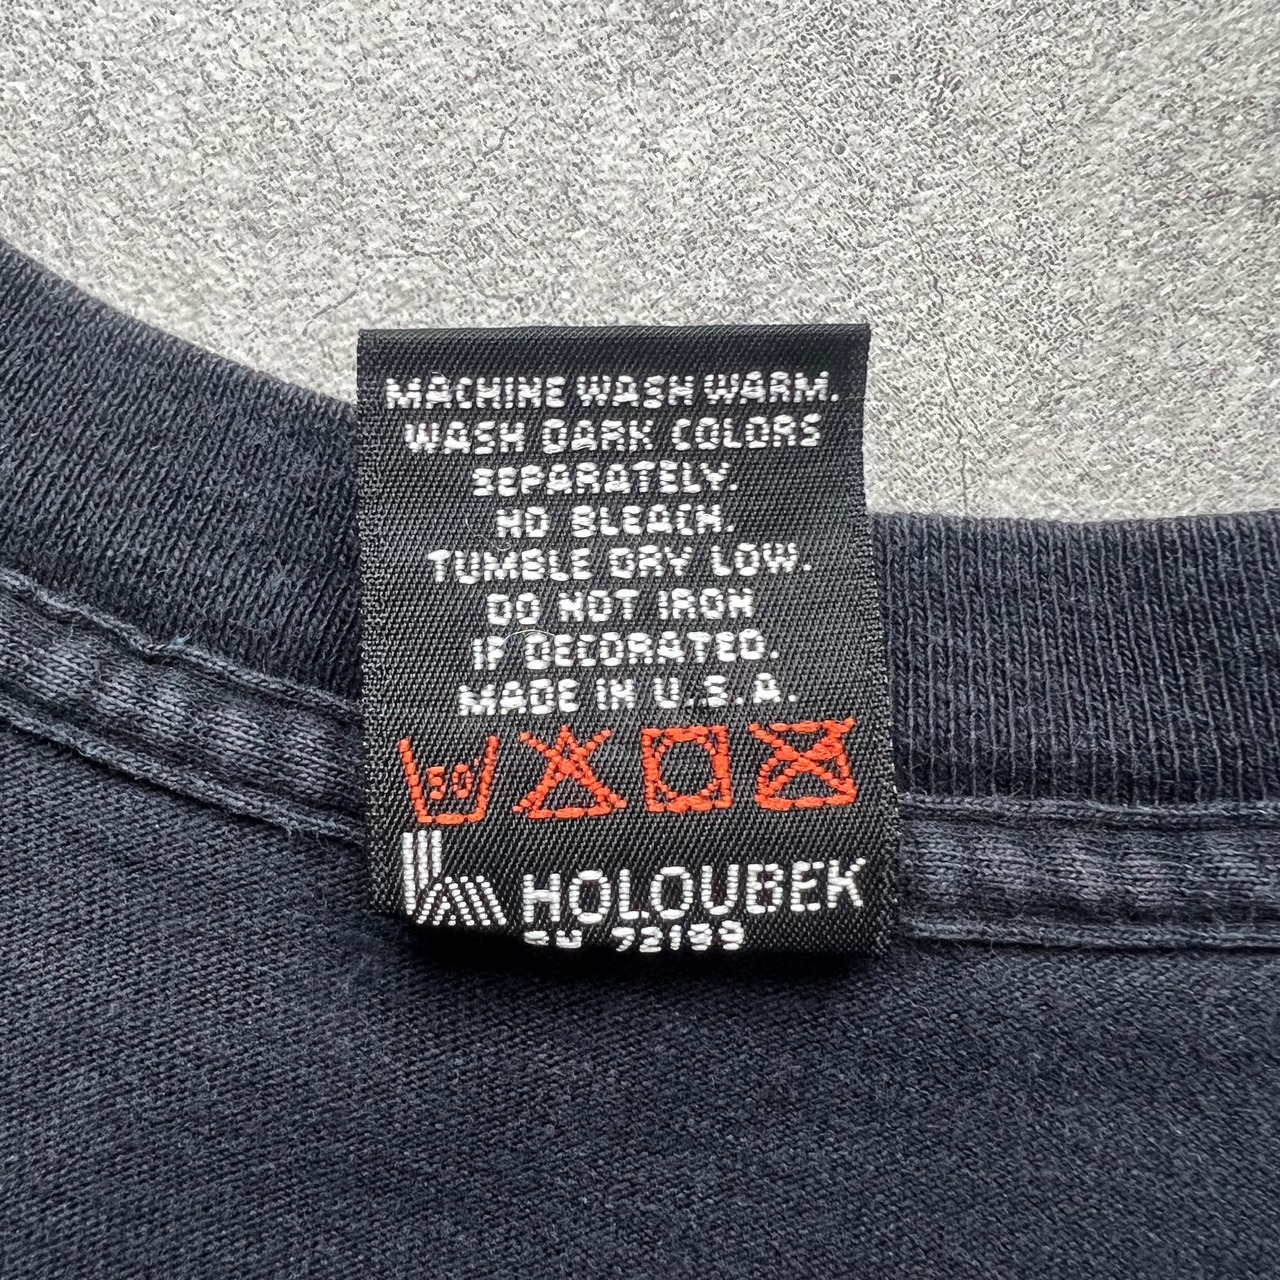 MACHINE WASH WARM.
WASH DARK COLORS
SEPARATELY.
NO BLEACH.
TUMBLE DRY LOW.
DO NOT IRON
IF DECORATED.
MADE IN U.S.A.
50
HOLOUBEK